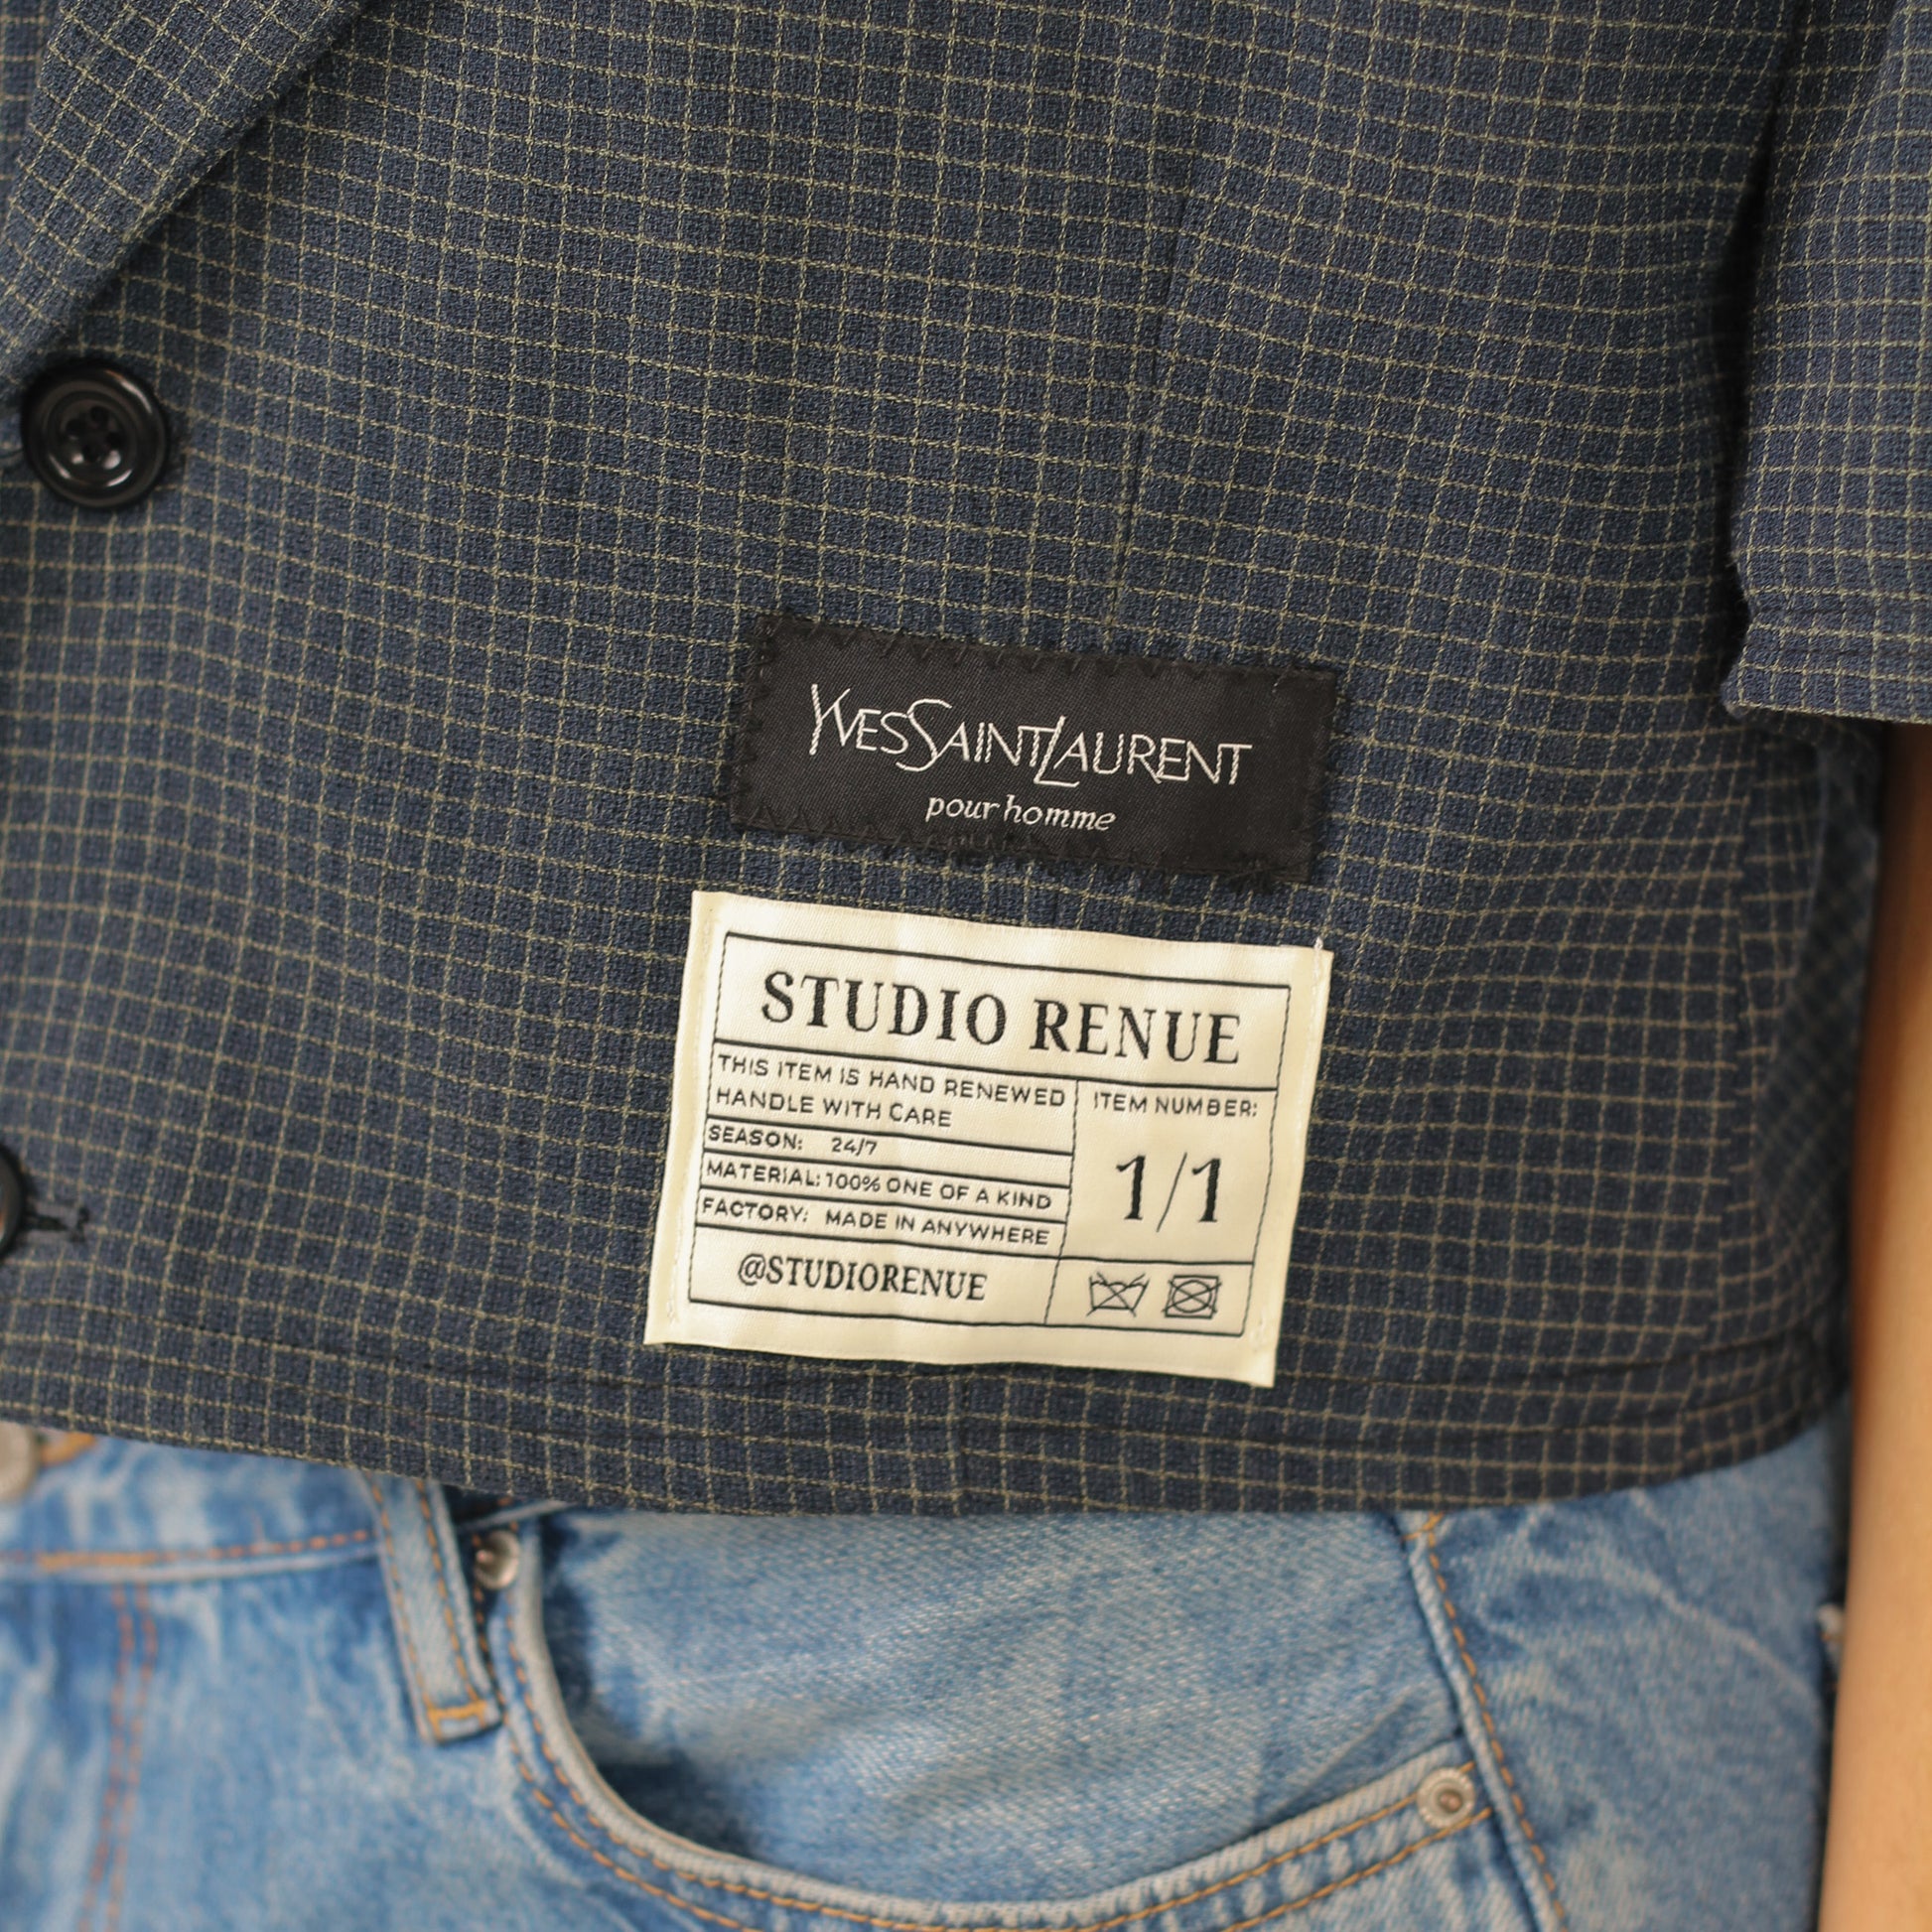 YVESSAINTLAURENT
pour homme
STUDIO RENUE
THIS ITEM IS HAND RENEWED
HANDLE WITH CARE
SEASON: 24/7
MATERIAL: 100% ONE OF A KIND
FACTORY: MADE IN ANYWHERE
@STUDIORENUE
ITEM NUMBER:
1/1